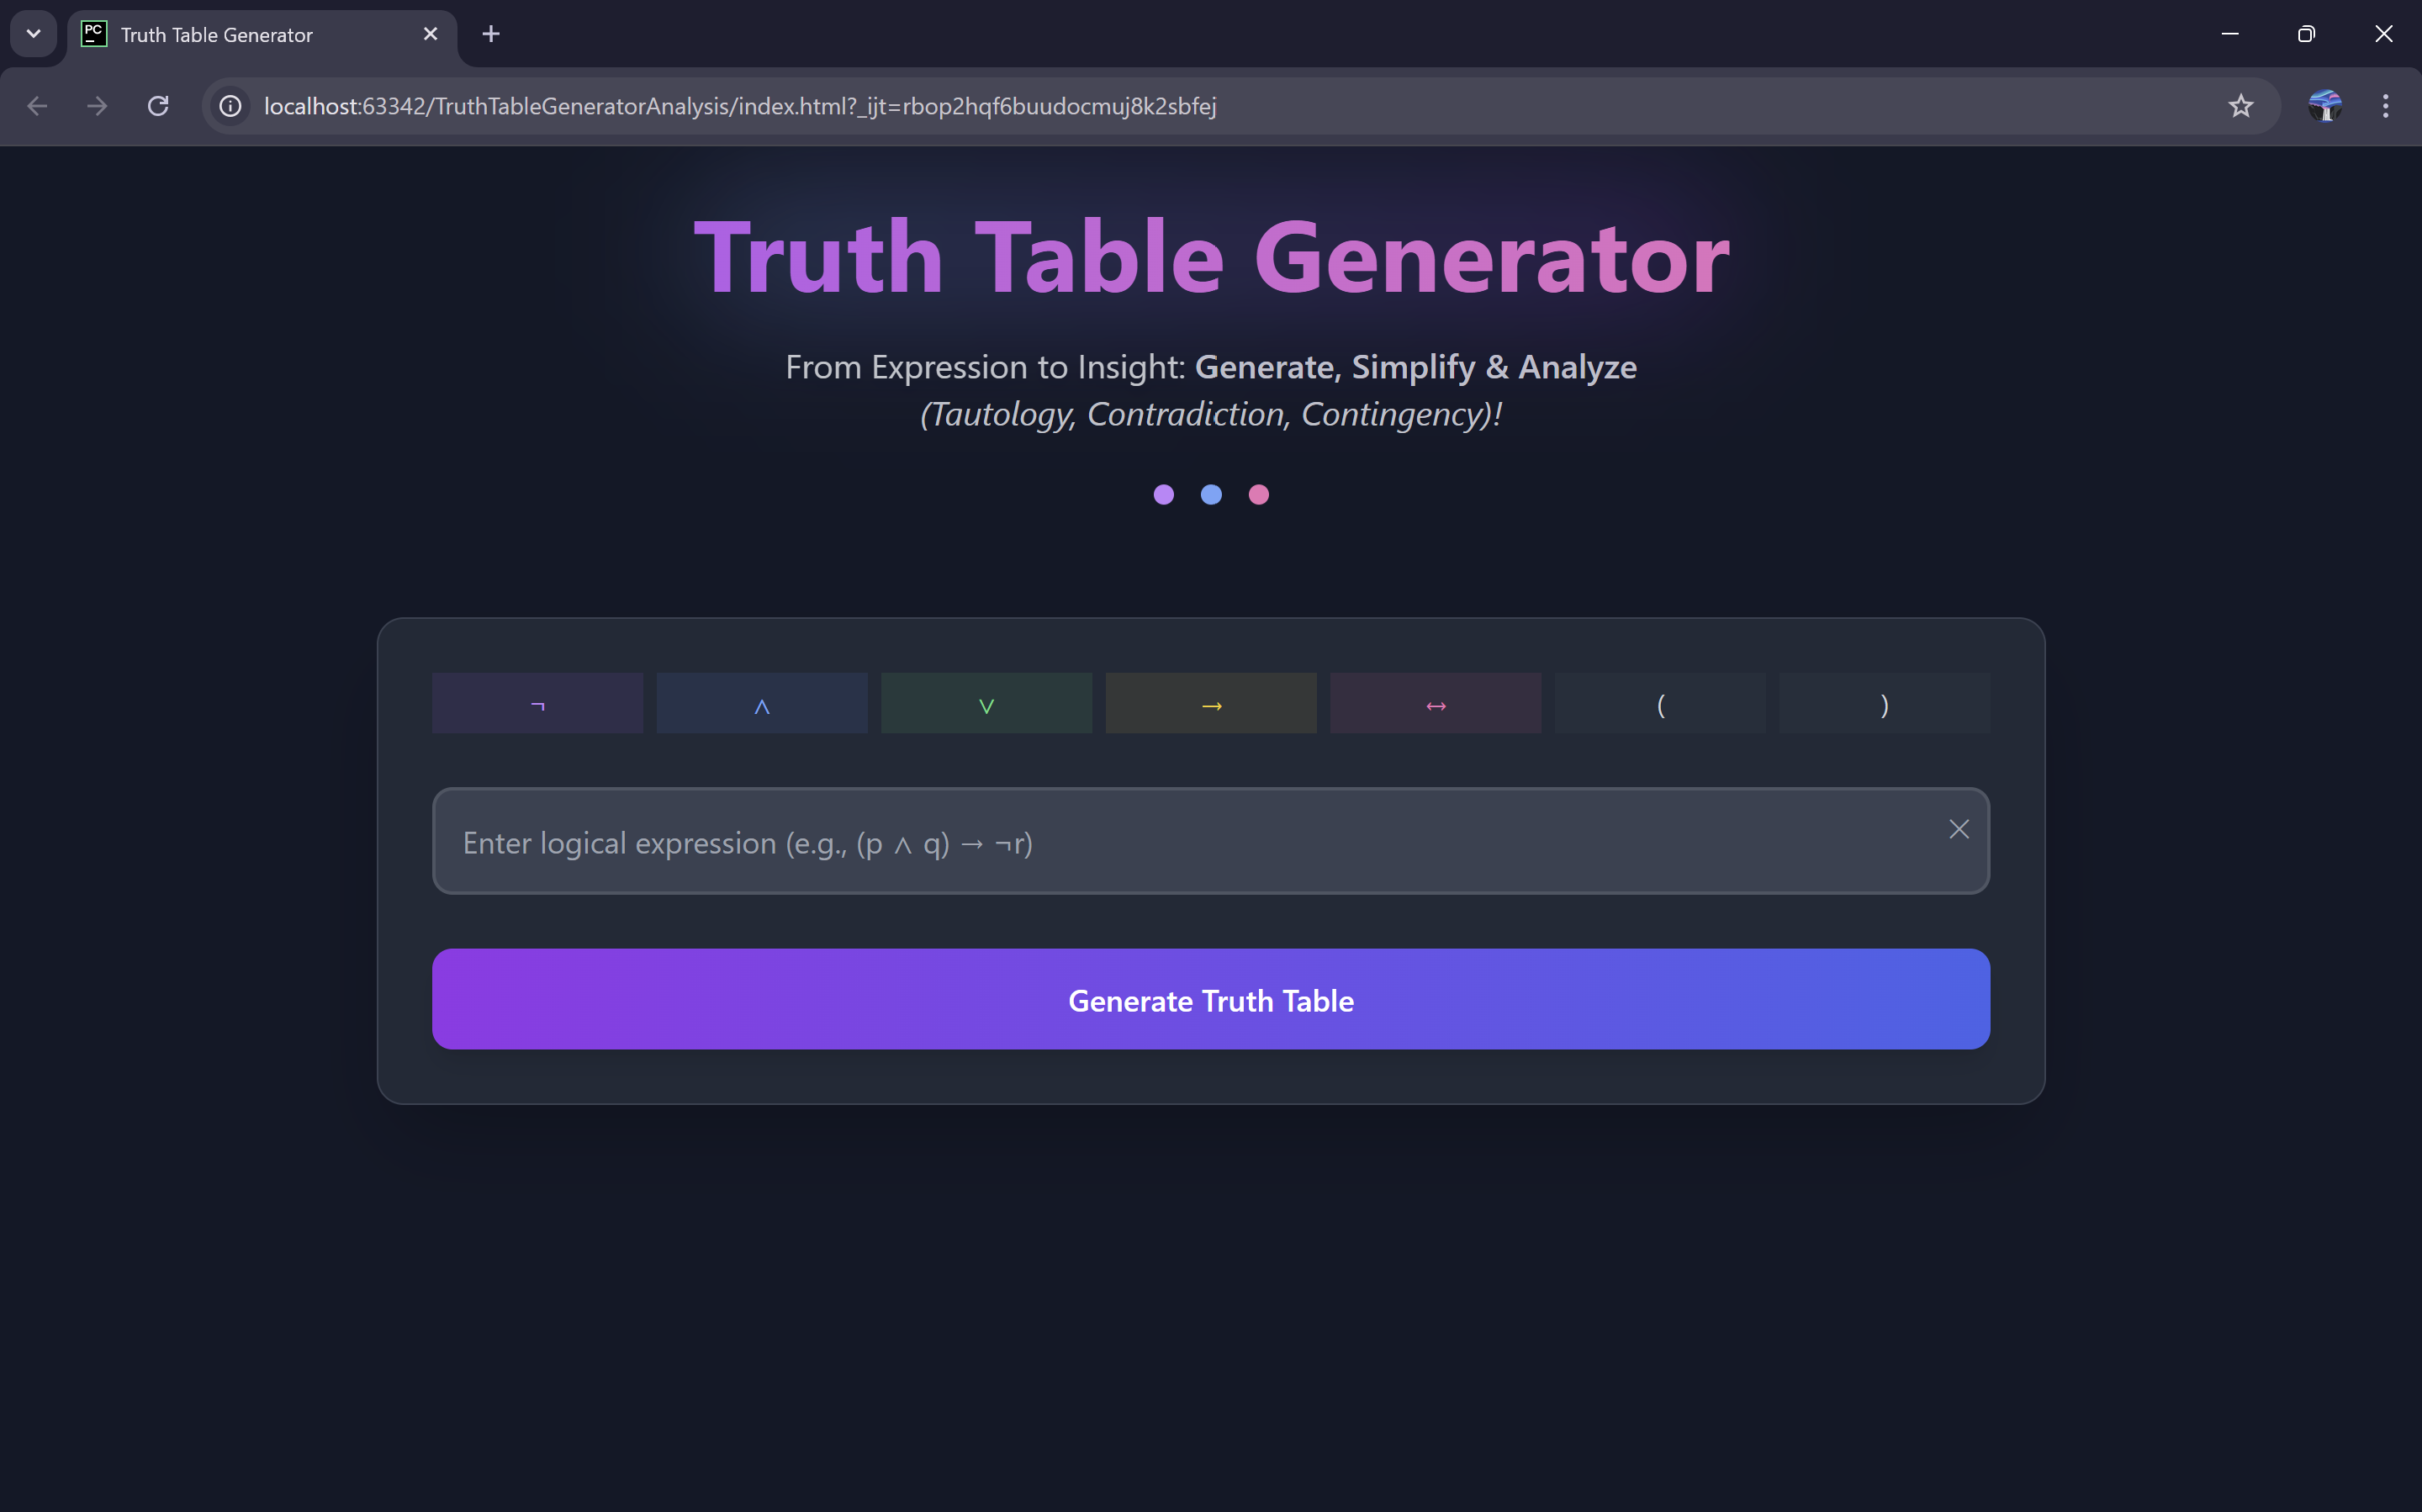 PC
Truth Table Generator
localhost:63342/TruthTableGeneratorAnalysis/index.html?_ijt=rbop2hqf6buudocmuj8k2sbfej
Truth Table Generator
From Expression to Insight: Generate, Simplify & Analyze
(Tautology, Contradiction, Contingency)!
¬ ∧ ∨ → ↔ ( )
Enter logical expression (e.g., (p ∧ q) → ¬r)
Generate Truth Table